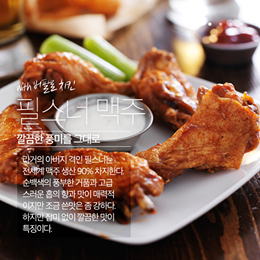 with 버팔로 치킨
필스너 맥주
깔끔한 풍미를 그대로
라거의 아버지 격인 필스너는
전세계 맥주 생산 90% 차지한다.
순백색의 풍부한 거품과 고급
스러운 홉의 향과 맛이 매력적
이지만 조금 쓴맛은 좀 강하다.
하지만 잡미 없이 깔끔한 맛이
특징이다.